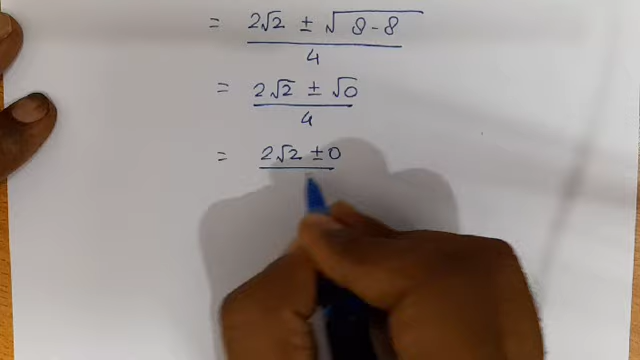 = 2√2 ± √8-8
4
= 2√2 ± √0
4
= 2√2 ± 0